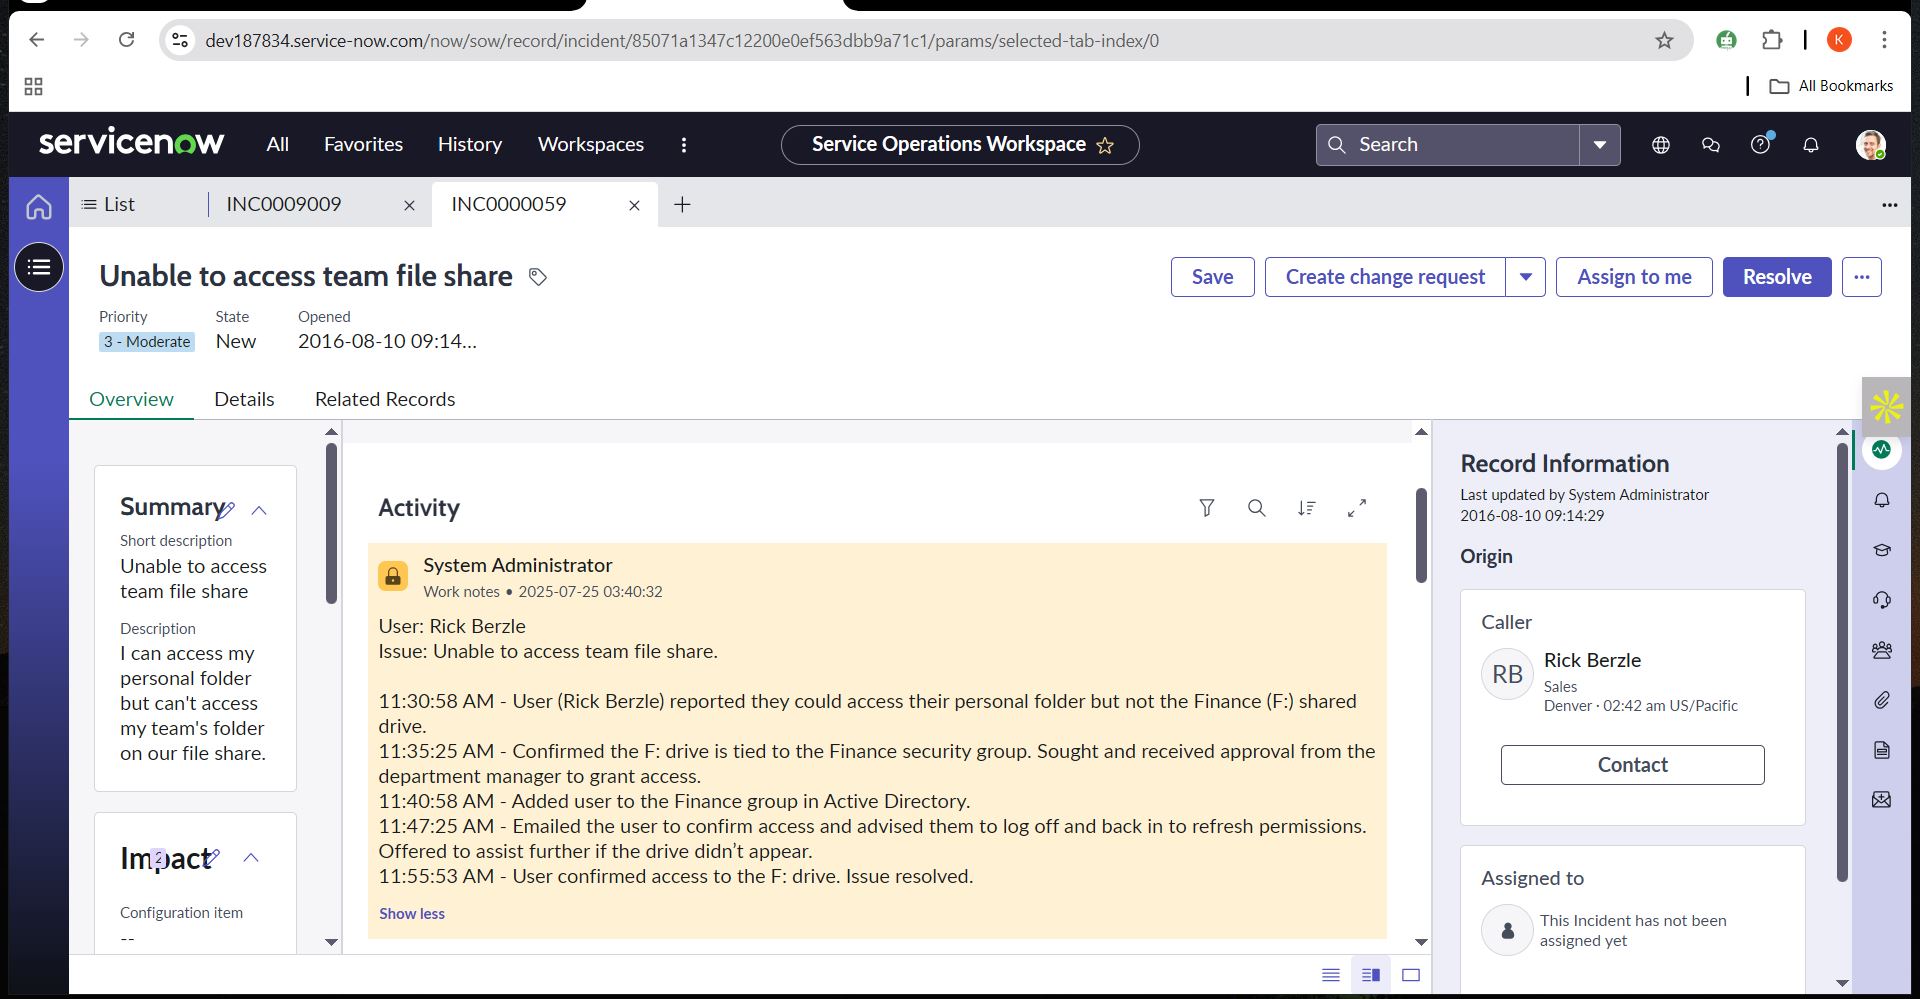 dev187834.service-now.com/now/sow/record/incident/85071a1347c12200e0ef563dbb9a71c1/params/selected-tab-index/0
K
All Bookmarks
servicenow
All
Favorites
History
Workspaces
Service Operations Workspace
Search
List
INC0009009
INC0000059
Unable to access team file share
Save
Create change request
Assign to me
Resolve
Priority
State
Opened
3 - Moderate
New
2016-08-10 09:14...
Overview
Details
Related Records
Summary
Short description
Unable to access
team file share
Description
I can access my
personal folder
but can't access
my team's folder
on our file share.
Impact
2
Configuration item
--
Activity
System Administrator
Work notes • 2025-07-25 03:40:32
User: Rick Berzle
Issue: Unable to access team file share.
11:30:58 AM - User (Rick Berzle) reported they could access their personal folder but not the Finance (F:) shared
drive.
11:35:25 AM - Confirmed the F: drive is tied to the Finance security group. Sought and received approval from the
department manager to grant access.
11:40:58 AM - Added user to the Finance group in Active Directory.
11:47:25 AM - Emailed the user to confirm access and advised them to log off and back in to refresh permissions.
Offered to assist further if the drive didn’t appear.
11:55:53 AM - User confirmed access to the F: drive. Issue resolved.
Show less
Record Information
Last updated by System Administrator
2016-08-10 09:14:29
Origin
Caller
RB
Rick Berzle
Sales
Denver · 02:42 am US/Pacific
Contact
Assigned to
This Incident has not been
assigned yet